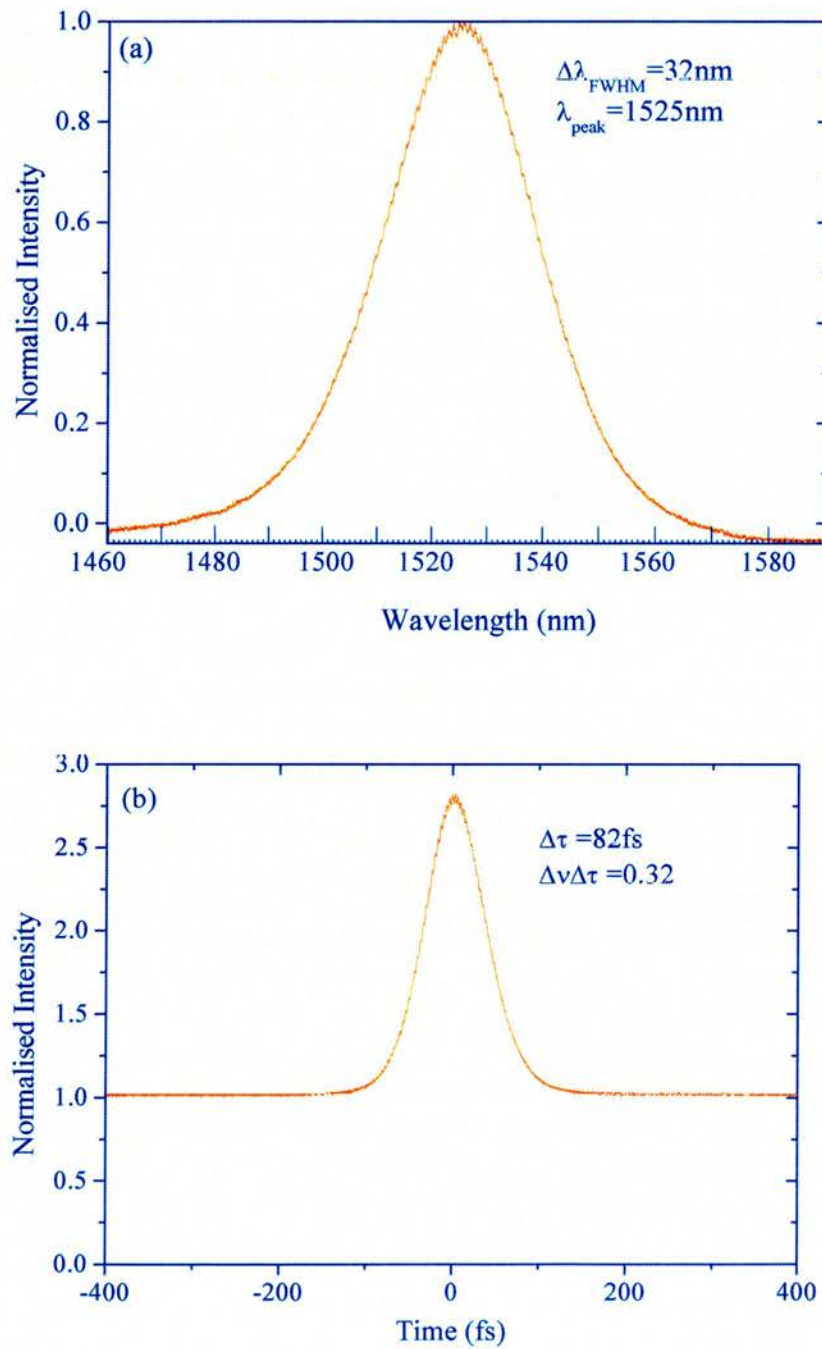 (a)
Δλ_FWHM=32nm
λ_peak=1525nm
Normalised Intensity
1.0
0.8
0.6
0.4
0.2
0.0
1460 1480 1500 1520 1540 1560 1580
Wavelength (nm)
(b)
Δτ =82fs
ΔνΔτ =0.32
Normalised Intensity
3.0
2.5
2.0
1.5
1.0
0.5
0.0
-400 -200 0 200 400
Time (fs)